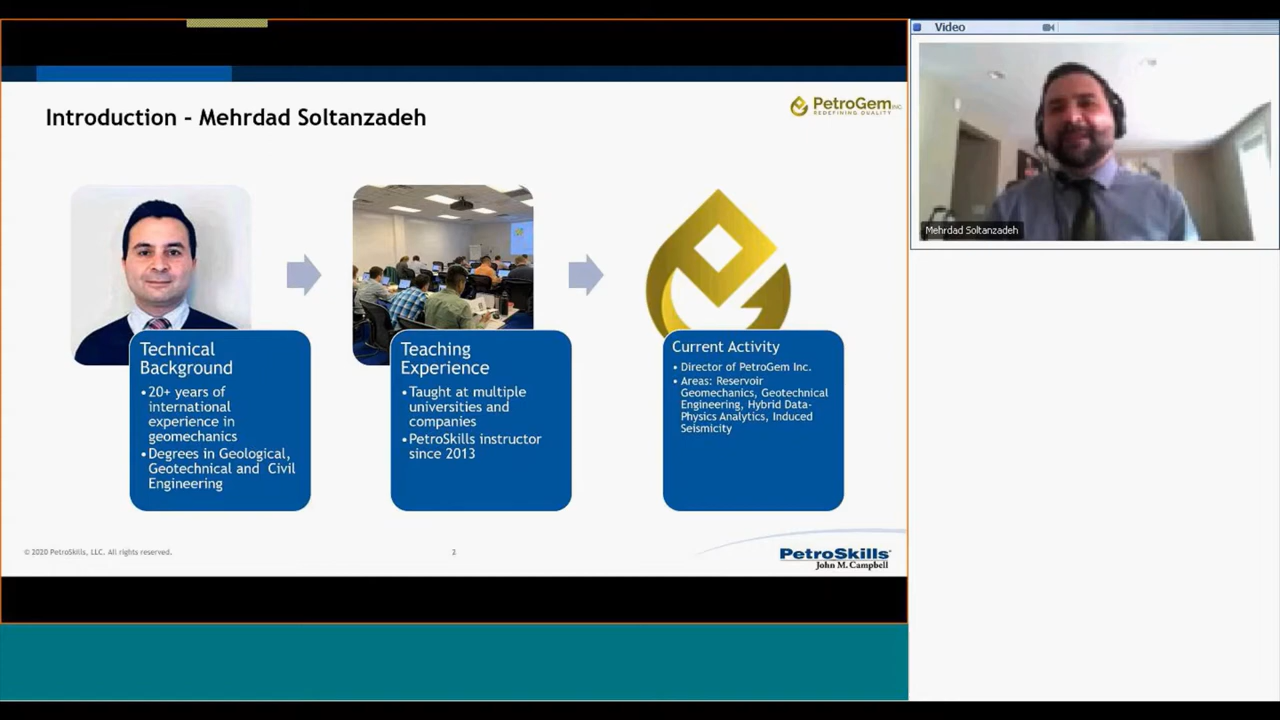 Video
Introduction - Mehrdad Soltanzadeh
PetroGem INC
REDEFINING QUALITY
Mehrdad Soltanzadeh
Technical
Background
•20+ years of
international
experience in
geomechanics
•Degrees in Geological,
Geotechnical and Civil
Engineering
Teaching
Experience
•Taught at multiple
universities and
companies
•PetroSkills instructor
since 2013
Current Activity
• Director of PetroGem Inc.
• Areas: Reservoir
Geomechanics, Geotechnical
Engineering, Hybrid Data-
Physics Analytics, Induced
Seismicity
© 2020 PetroSkills, LLC. All rights reserved.
2
PetroSkills
John M. Campbell